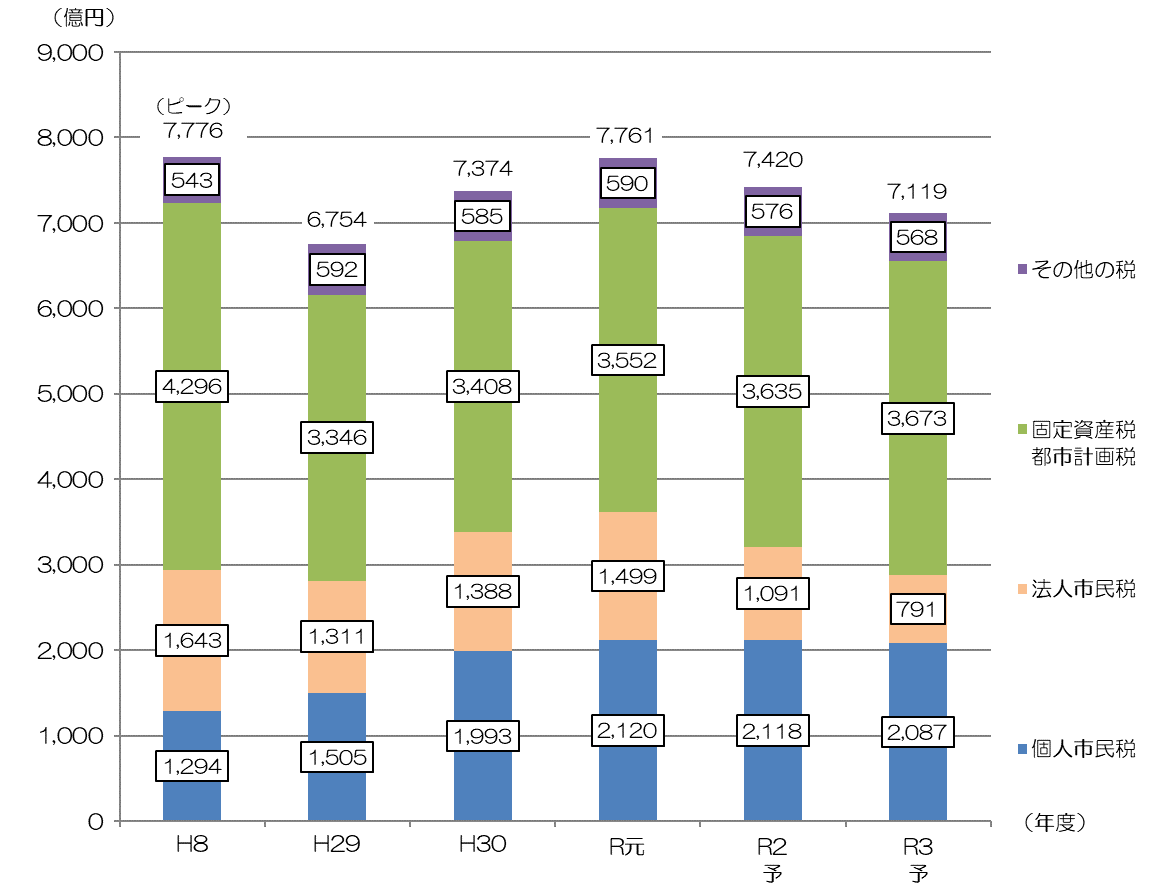 （億円）
9,000
8,000
7,000
6,000
5,000
4,000
3,000
2,000
1,000
0
（ピーク）
7,776
543
4,296
1,643
1,294
H8
6,754
592
3,346
1,311
1,505
H29
7,374
585
3,408
1,388
1,993
H30
7,761
590
3,552
1,499
2,120
R元
7,420
576
3,635
1,091
2,118
R2
予
7,119
568
3,673
791
2,087
R3
予
その他の税
固定資産税
都市計画税
法人市民税
個人市民税
（年度）